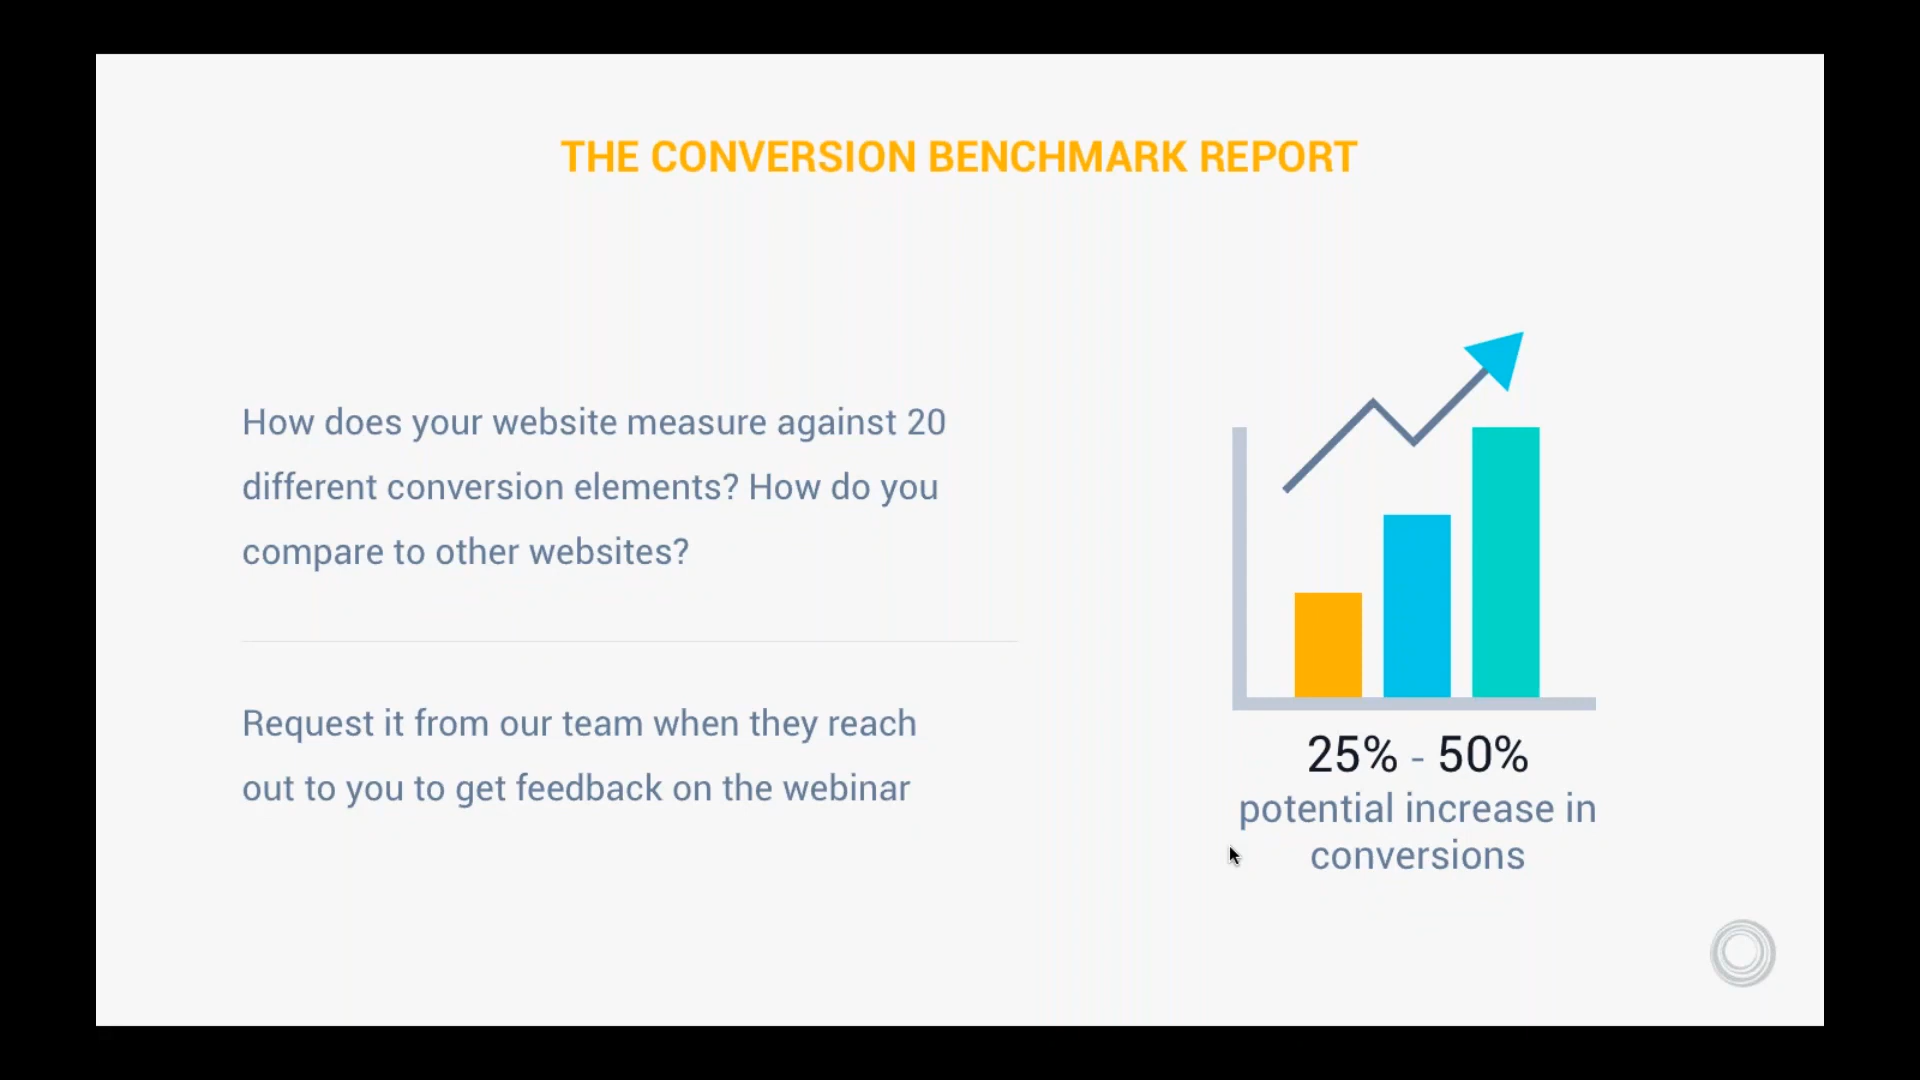 THE CONVERSION BENCHMARK REPORT
How does your website measure against 20
different conversion elements? How do you
compare to other websites?
Request it from our team when they reach
out to you to get feedback on the webinar
25% - 50%
potential increase in
conversions